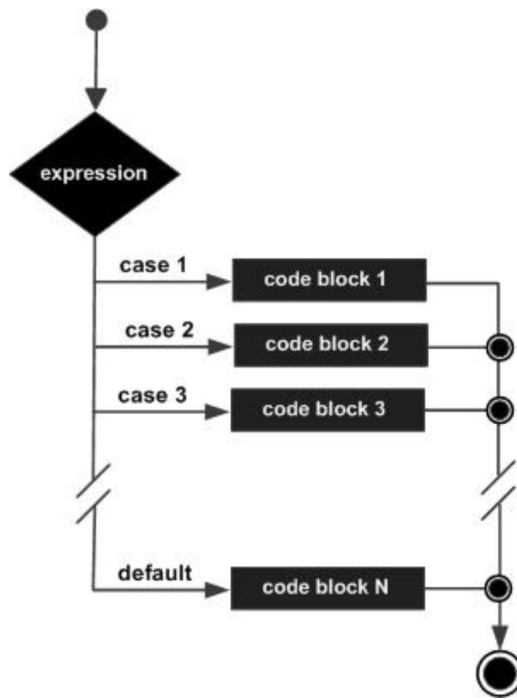 expression
case 1
code block 1
case 2
code block 2
case 3
code block 3
default
code block N